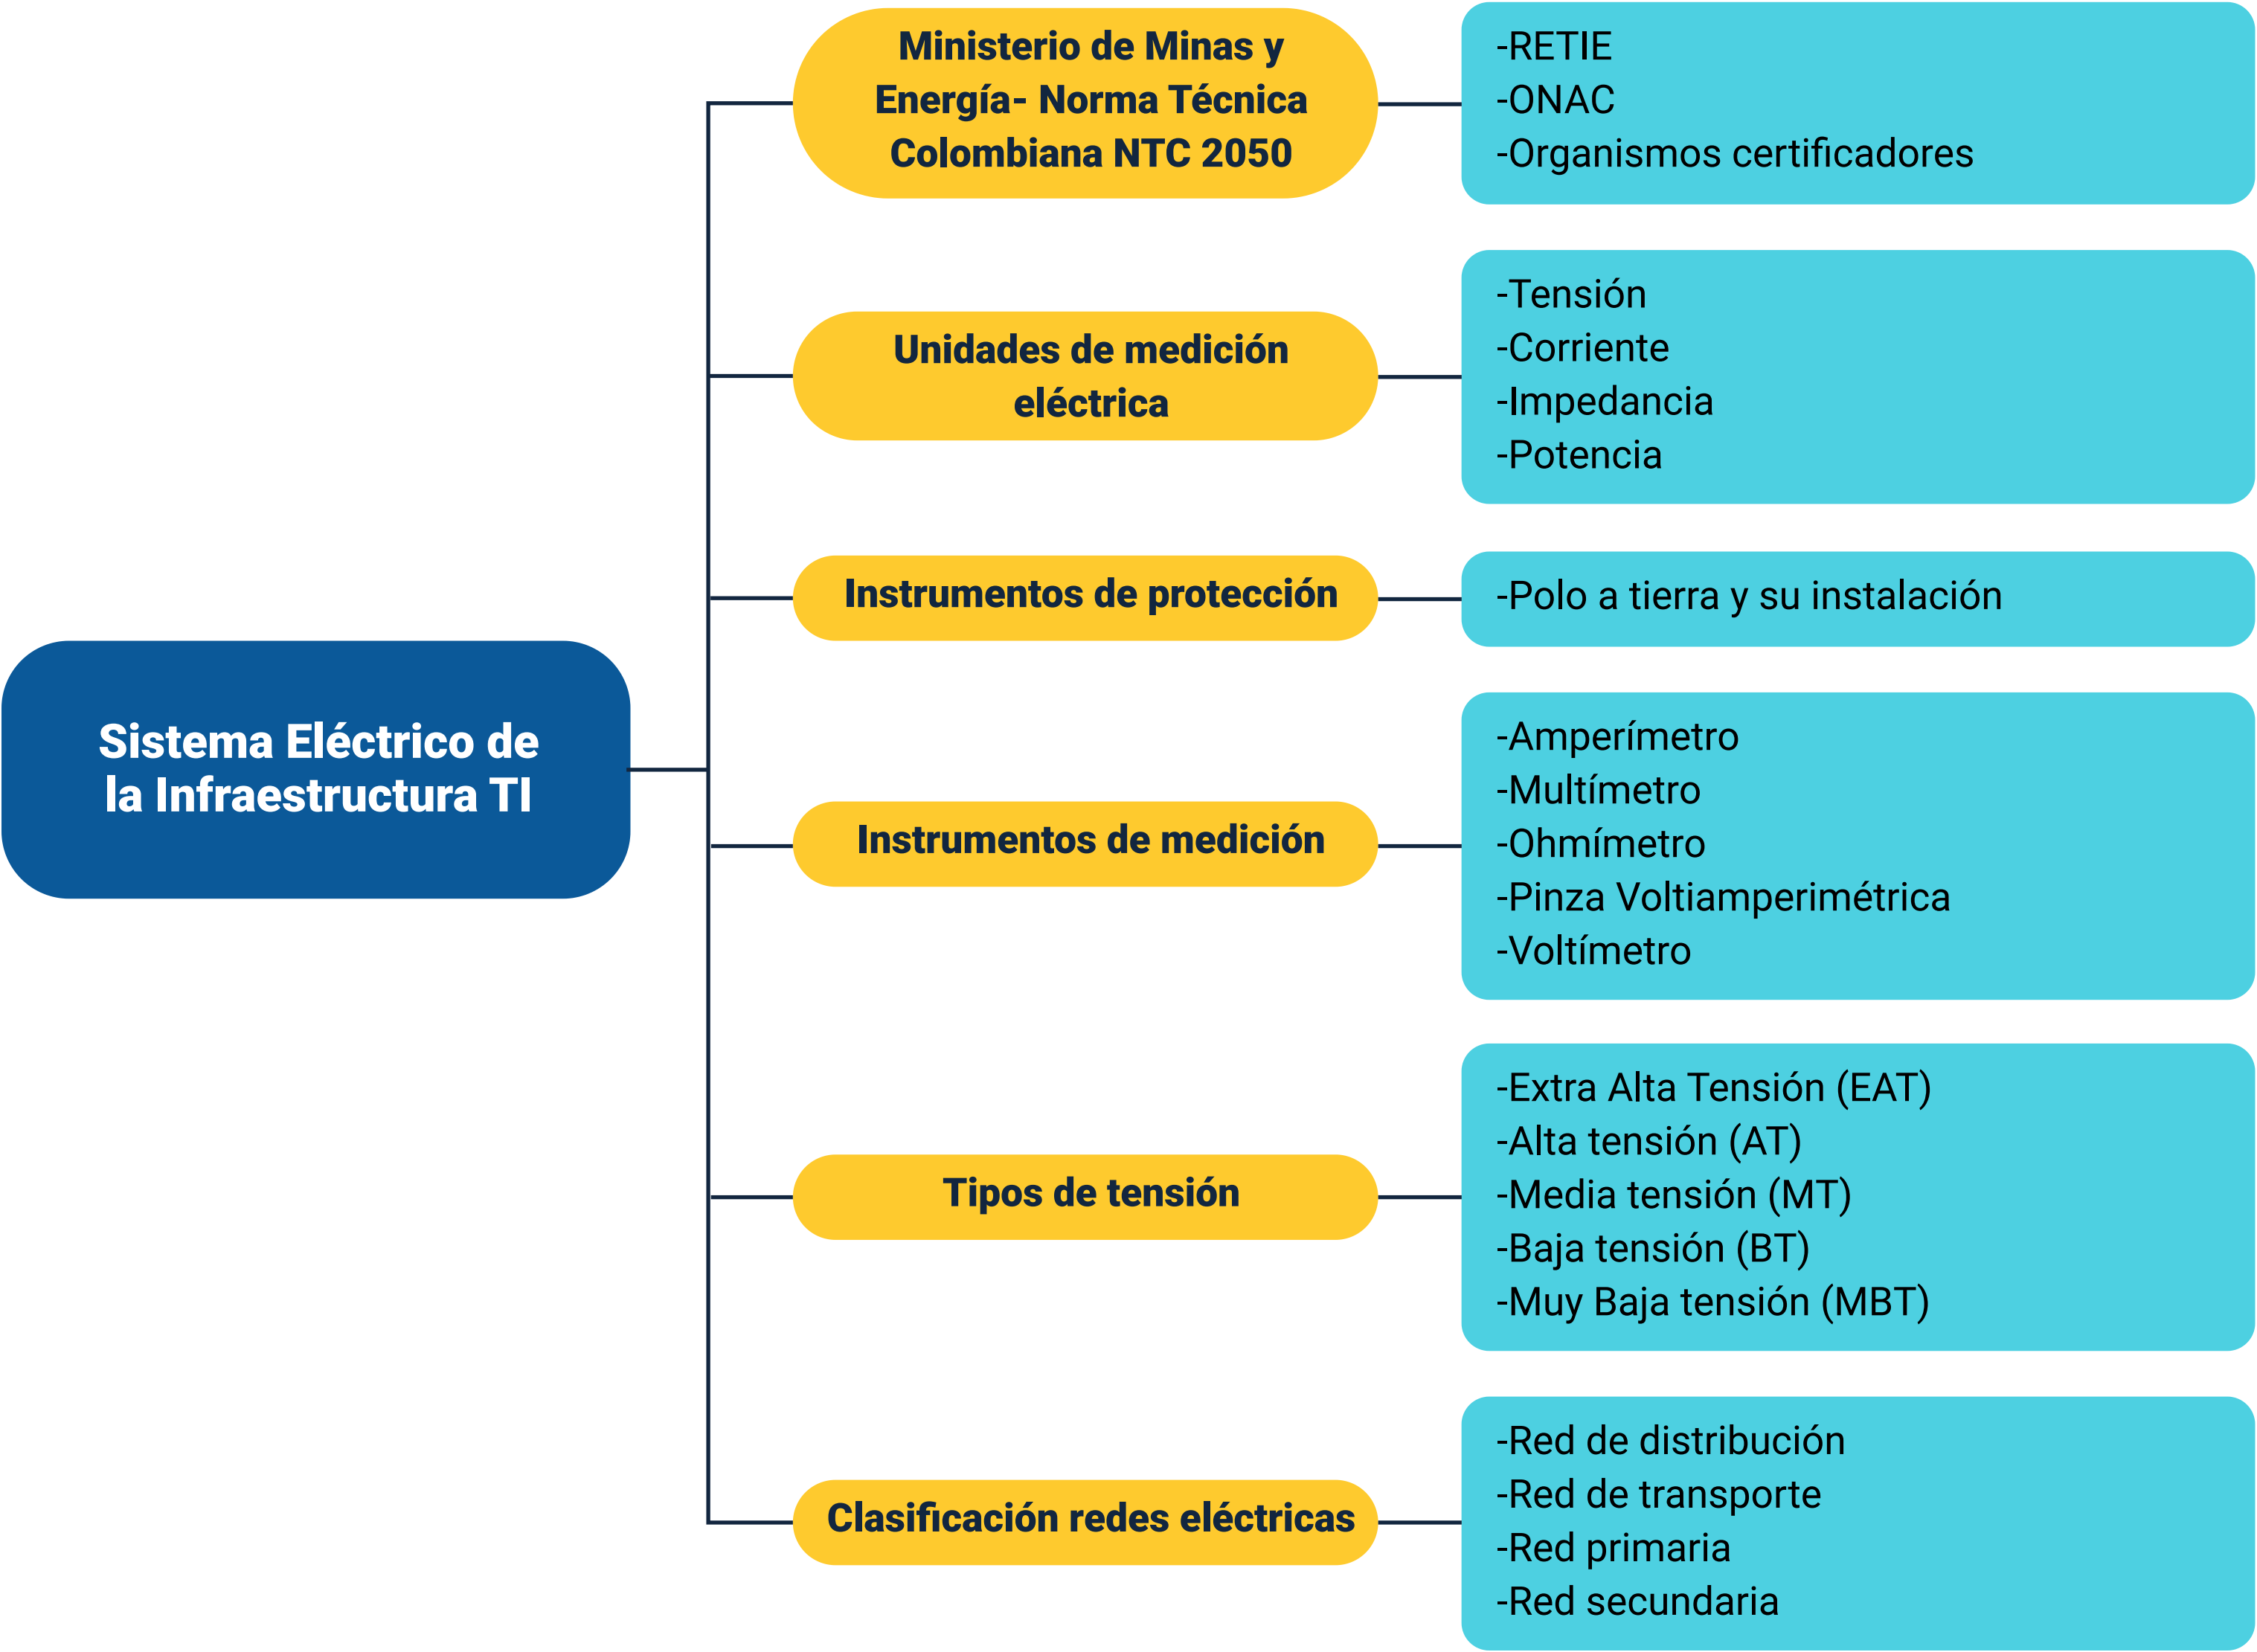 Sistema Eléctrico de
la Infraestructura TI
Ministerio de Minas y
Energía- Norma Técnica
Colombiana NTC 2050
-RETIE
-ONAC
-Organismos certificadores
Unidades de medición
eléctrica
-Tensión
-Corriente
-Impedancia
-Potencia
Instrumentos de protección
-Polo a tierra y su instalación
Instrumentos de medición
-Amperímetro
-Multímetro
-Ohmímetro
-Pinza Voltiamperimétrica
-Voltímetro
Tipos de tensión
-Extra Alta Tensión (EAT)
-Alta tensión (AT)
-Media tensión (MT)
-Baja tensión (BT)
-Muy Baja tensión (MBT)
Clasificación redes eléctricas
-Red de distribución
-Red de transporte
-Red primaria
-Red secundaria